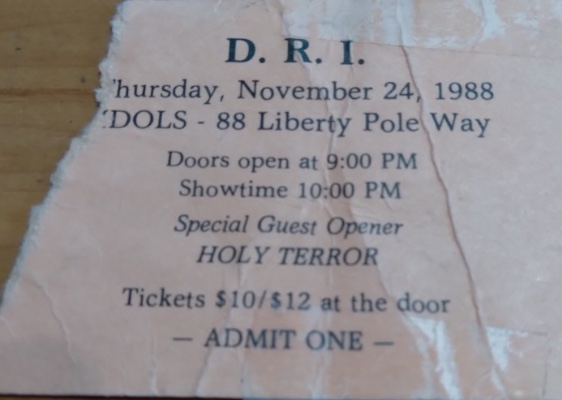 D. R. I.
hursday, November 24, 1988
DOLS - 88 Liberty Pole Way
Doors open at 9:00 PM
Showtime 10:00 PM
Special Guest Opener
HOLY TERROR
Tickets $10/$12 at the door
— ADMIT ONE —